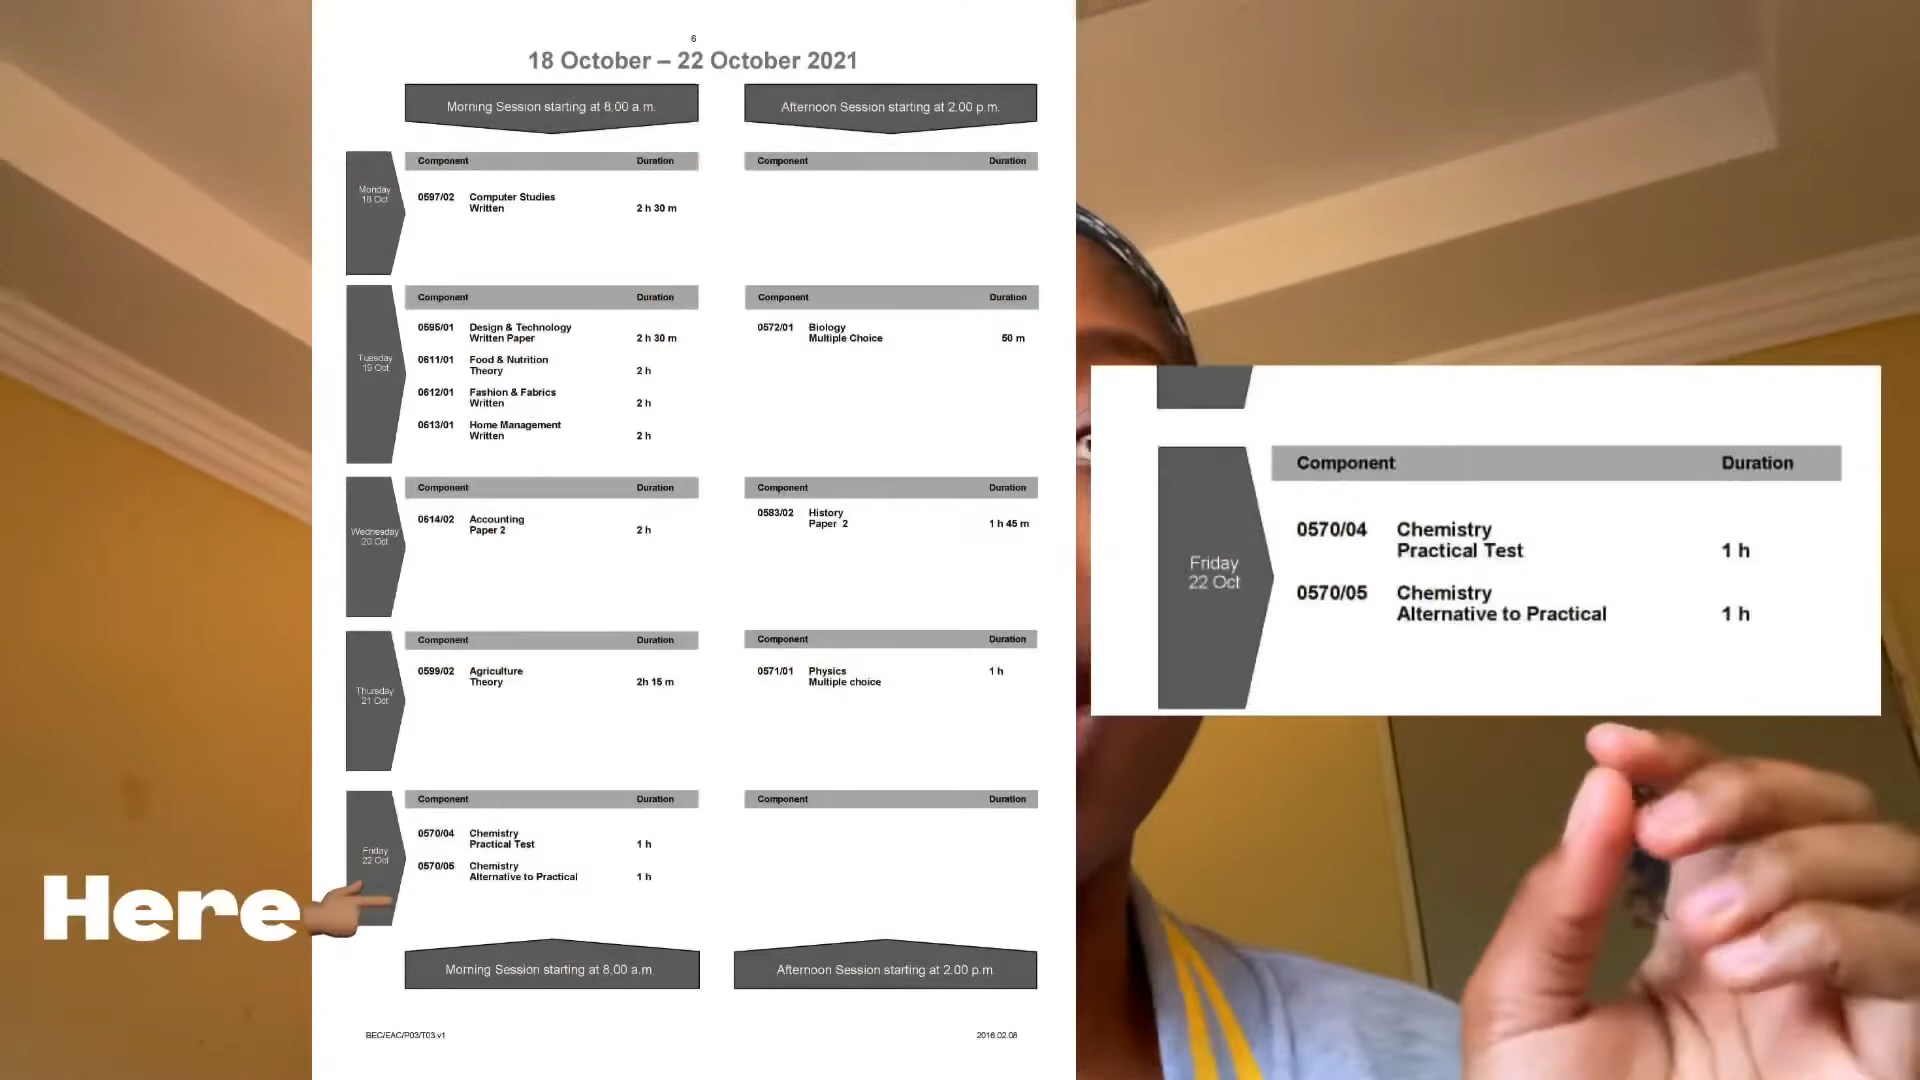 6
18 October – 22 October 2021
Morning Session starting at 8.00 a.m.
Afternoon Session starting at 2.00 p.m.
Monday
18 Oct
Component Duration
0597/02 Computer Studies
Written 2 h 30 m
Component Duration
Tuesday
19 Oct
Component Duration
0595/01 Design & Technology
Written Paper 2 h 30 m
0611/01 Food & Nutrition
Theory 2 h
0612/01 Fashion & Fabrics
Written 2 h
0613/01 Home Management
Written 2 h
Component Duration
0572/01 Biology
Multiple Choice 50 m
Wednesday
20 Oct
Component Duration
0614/02 Accounting
Paper 2 2 h
Component Duration
0583/02 History
Paper 2 1 h 45 m
Thursday
21 Oct
Component Duration
0599/02 Agriculture
Theory 2h 15 m
Component Duration
0571/01 Physics 1 h
Multiple choice
Friday
22 Oct
Component Duration
0570/04 Chemistry
Practical Test 1 h
0570/05 Chemistry
Alternative to Practical 1 h
Component Duration
Morning Session starting at 8.00 a.m.
Afternoon Session starting at 2.00 p.m.
BEC/EAC/P03/T03.v1
2016.02.08
Here
Friday
22 Oct
Component Duration
0570/04 Chemistry
Practical Test 1 h
0570/05 Chemistry
Alternative to Practical 1 h